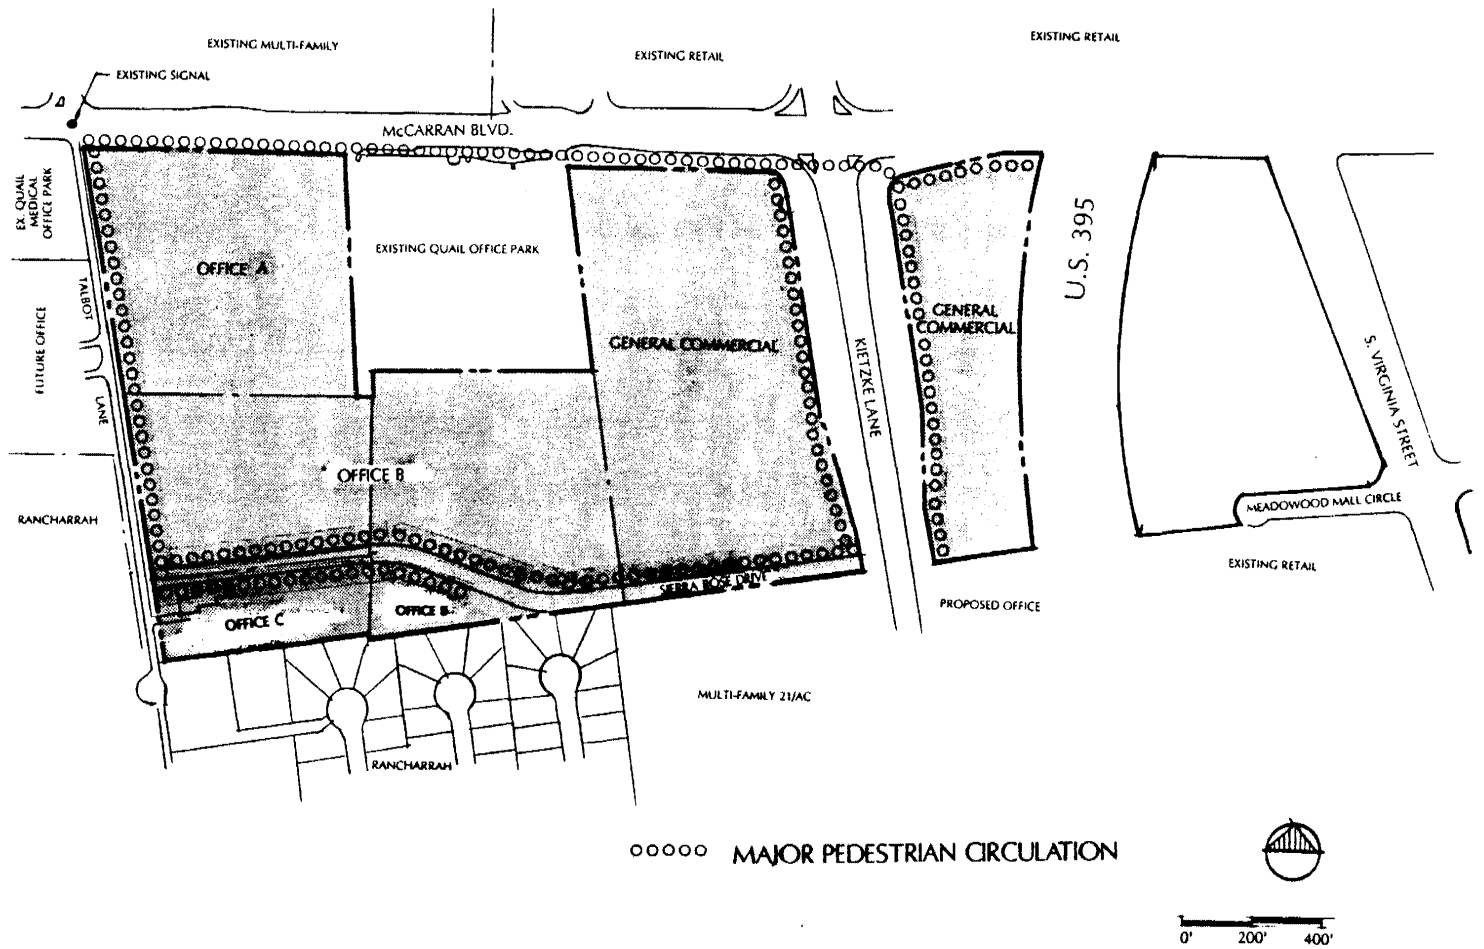 EXISTING MULTI-FAMILY
EXISTING RETAIL
EXISTING RETAIL
EXISTING SIGNAL
McCARRAN BLVD.
EX. QUAIL
MEDICAL
OFFICE PARK
OFFICE A
EXISTING QUAIL OFFICE PARK
U.S. 395
TALBOT
LANE
FUTURE OFFICE
GENERAL COMMERCIAL
GENERAL
COMMERCIAL
KIETZKE LANE
S. VIRGINIA STREET
OFFICE B
MEADOWOOD MALL CIRCLE
RANCHARRAH
EXISTING RETAIL
SIERRA ROSE DRIVE
PROPOSED OFFICE
OFFICE C
OFFICE B
MULTI-FAMILY 21/AC
RANCHARRAH
MAJOR PEDESTRIAN CIRCULATION
0' 200' 400'